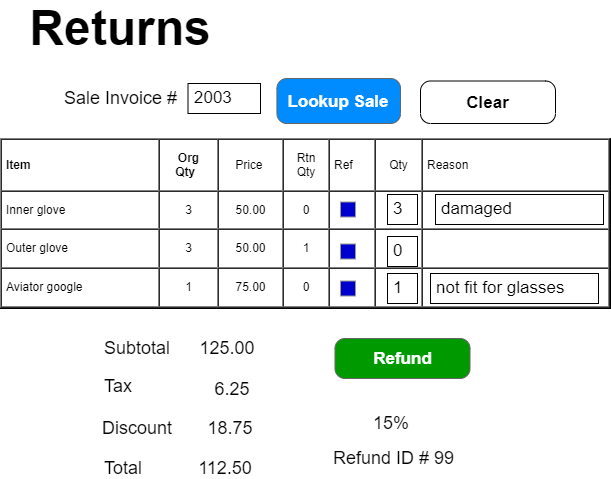 Returns
Sale Invoice # 2003 Lookup Sale Clear
Item Org Qty Price Rtn Qty Ref Qty Reason
Inner glove 3 50.00 0 3 damaged
Outer glove 3 50.00 1 0
Aviator google 1 75.00 0 1 not fit for glasses
Subtotal 125.00 Refund
Tax 6.25
Discount 18.75 15%
Total 112.50 Refund ID # 99